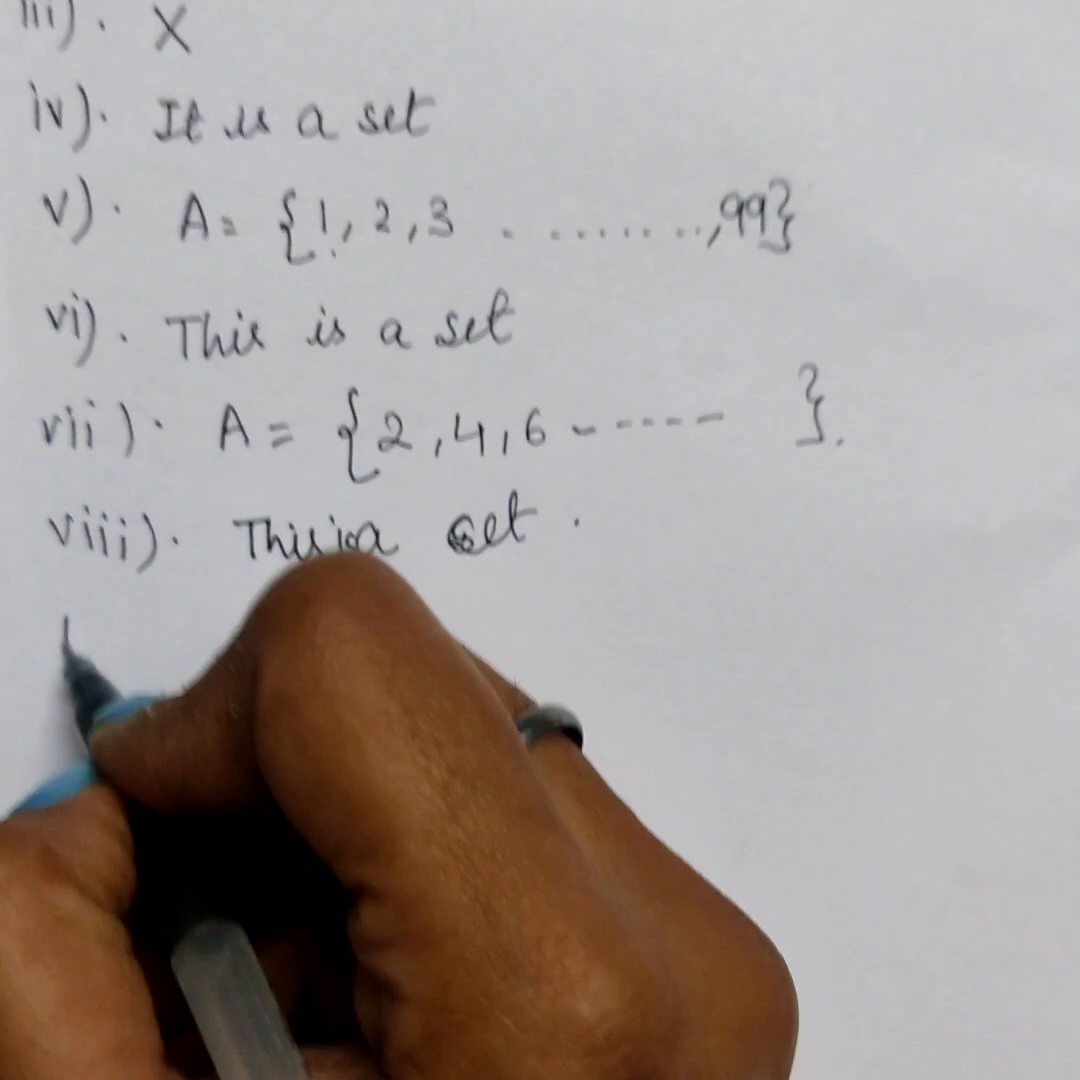 iii). X
iv). It is a set
v). A = {1, 2, 3 . ........,99}
vi). This is a set
vii). A = {2,4,6 ------ }.
viii). This is a set .